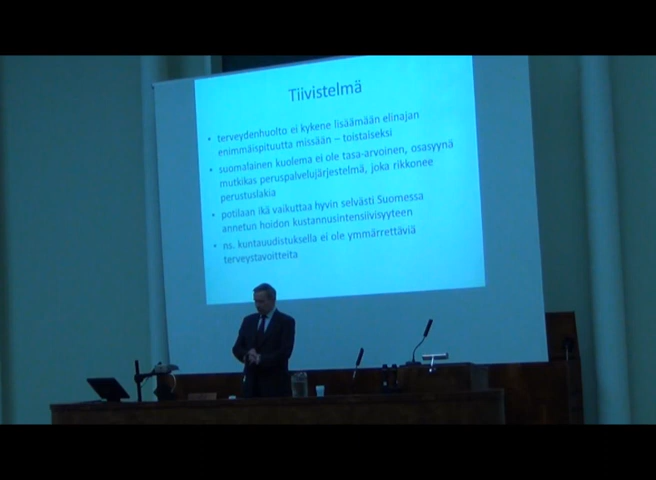 Tiivistelmä
• terveydenhuolto ei kykene lisäämään elinajan
enimmäispituutta missään – toistaiseksi
• suomalainen kuolema ei ole tasa-arvoinen, osasyynä
mutkikas peruspalvelujärjestelmä, joka rikkonee
perustuslakia
• potilaan ikä vaikuttaa hyvin selvästi Suomessa
annetun hoidon kustannusintensiivisyyteen
• ns. kuntauudistuksella ei ole ymmärrettäviä
terveystavoitteita